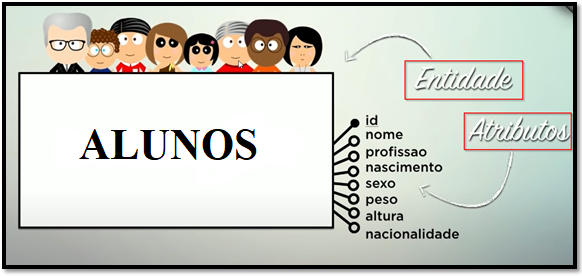 Entidade
ALUNOS
Atributos
id
nome
profissao
nascimento
sexo
peso
altura
nacionalidade